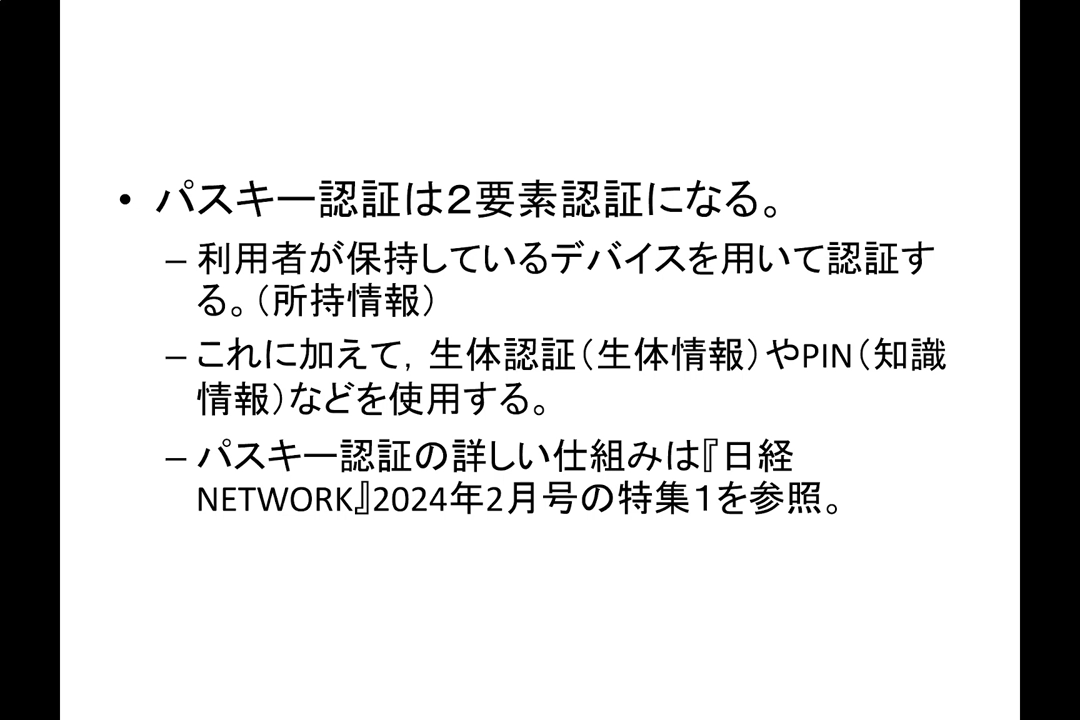 • パスキー認証は２要素認証になる。
– 利用者が保持しているデバイスを用いて認証す
る。（所持情報）
– これに加えて，生体認証（生体情報）やPIN（知識
情報）などを使用する。
– パスキー認証の詳しい仕組みは『日経
NETWORK』2024年2月号の特集１を参照。